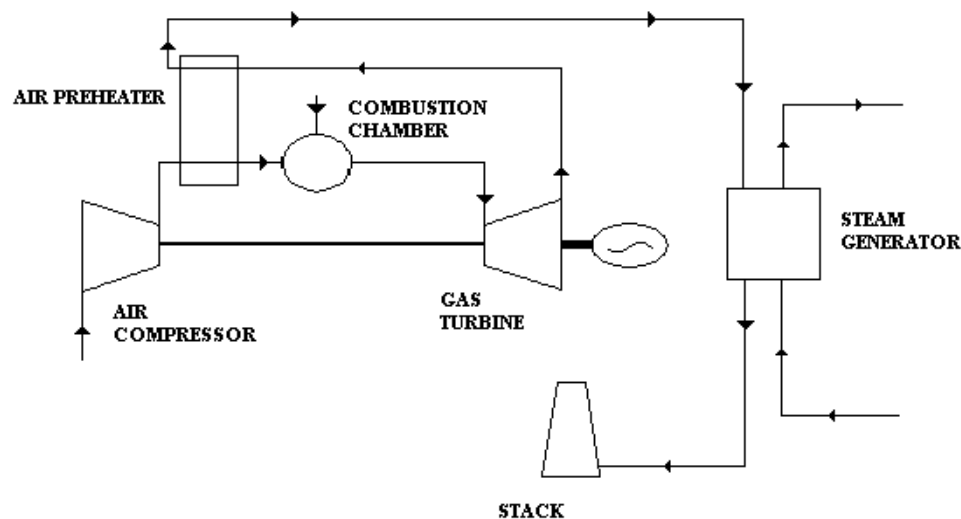 AIR PREHEATER
COMBUSTION
CHAMBER
STEAM
GENERATOR
GAS
TURBINE
AIR
COMPRESSOR
STACK